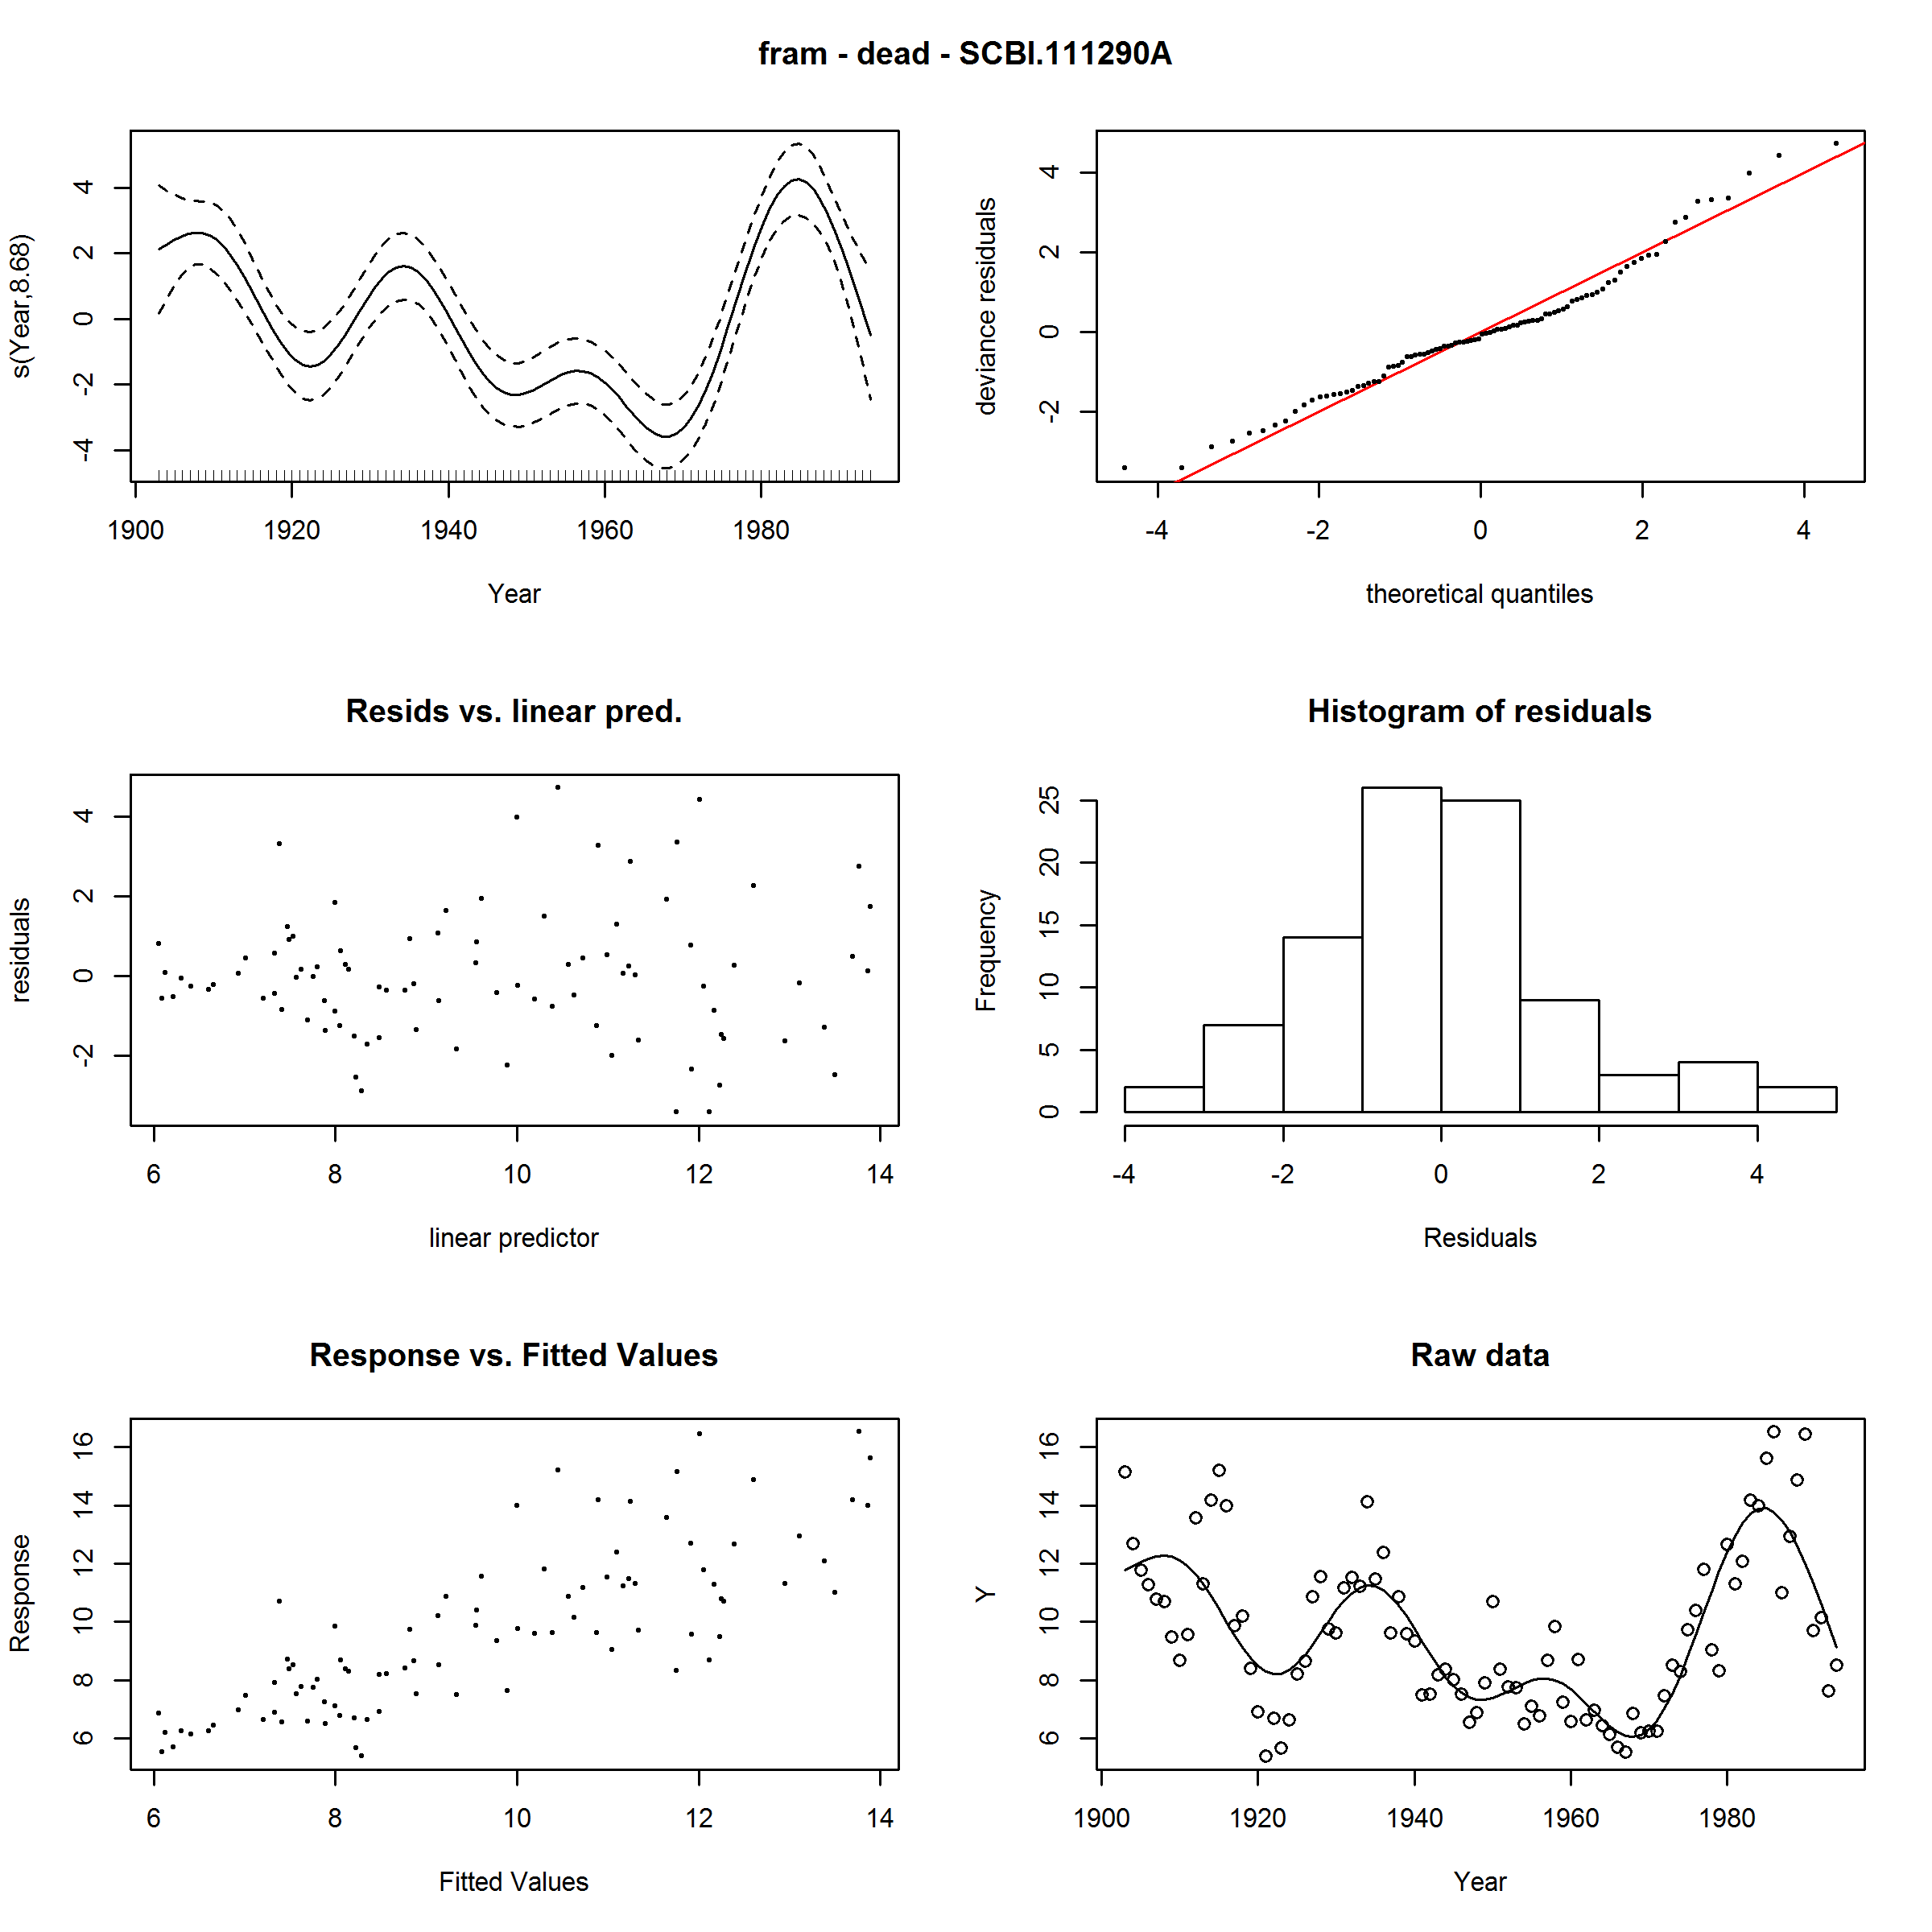 fram - dead - SCBI.111290A
s(Year,8.68)
4
2
0
-2
-4
1900 1920 1940 1960 1980
Year
deviance residuals
4
2
0
-2
-4 -2 0 2 4
theoretical quantiles
Resids vs. linear pred.
residuals
4
2
0
-2
6 8 10 12 14
linear predictor
Histogram of residuals
Frequency
25
20
15
10
5
0
-4 -2 0 2 4
Residuals
Response vs. Fitted Values
Response
16
14
12
10
8
6
6 8 10 12 14
Fitted Values
Raw data
Y
16
14
12
10
8
6
1900 1920 1940 1960 1980
Year